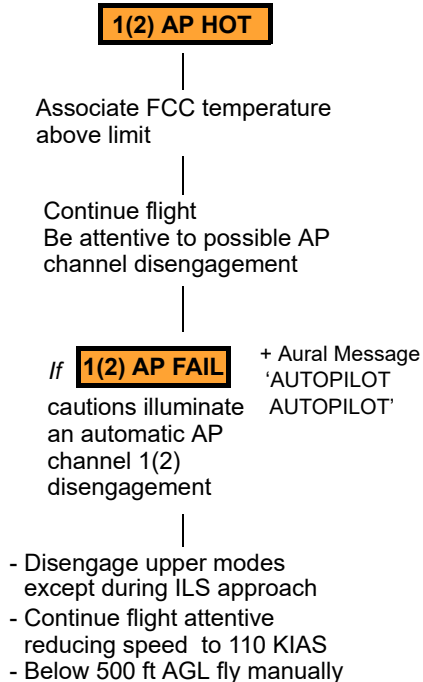 1(2) AP HOT
Associate FCC temperature
above limit
Continue flight
Be attentive to possible AP
channel disengagement
If 1(2) AP FAIL + Aural Message
'AUTOPILOT
AUTOPILOT'
cautions illuminate
an automatic AP
channel 1(2)
disengagement
- Disengage upper modes
except during ILS approach
- Continue flight attentive
reducing speed to 110 KIAS
- Below 500 ft AGL fly manually